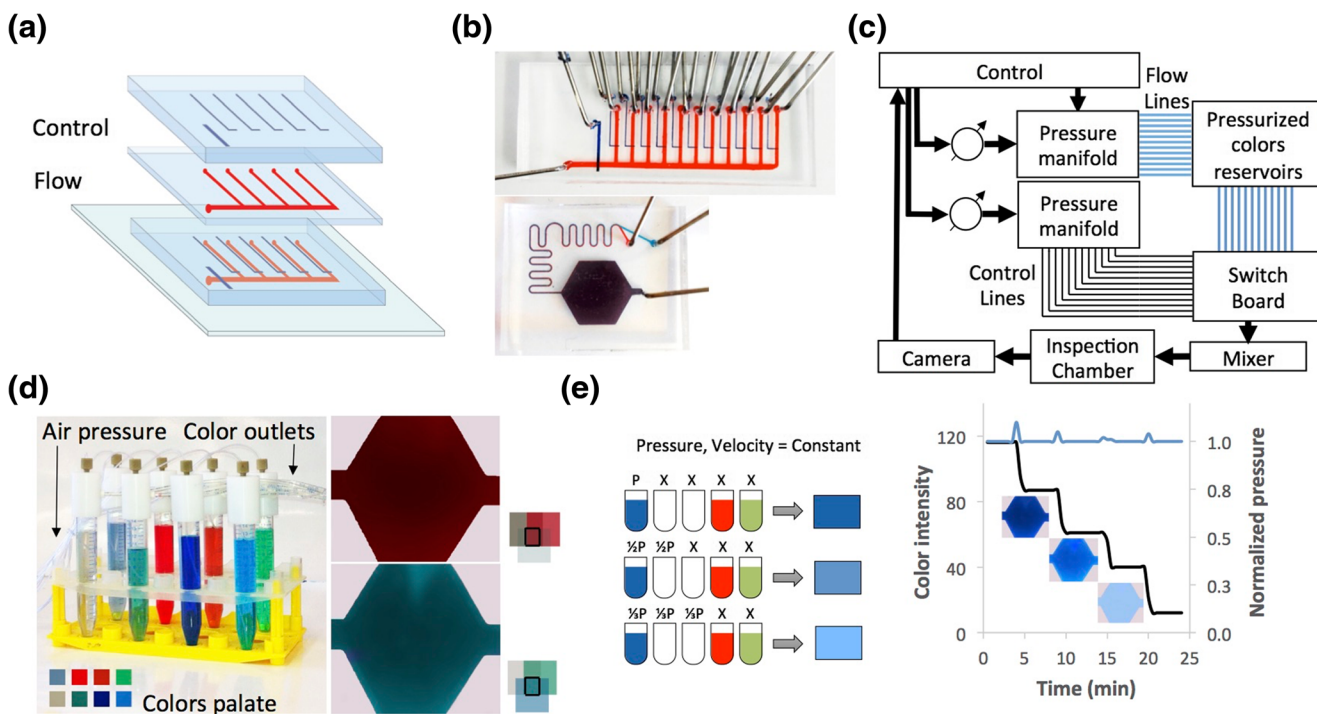 (a)
Control
Flow
(b)
(c)
Control
Flow
Lines
Pressure
manifold
Pressurized
colors
reservoirs
Pressure
manifold
Control
Lines
Switch
Board
Camera
Inspection
Chamber
Mixer
(d)
Air pressure
Color outlets
Colors palate
(e)
Pressure, Velocity = Constant
P X X X X
½P ½P X X X
⅓P ⅓P ⅓P X X
Color intensity
120
80
40
0
1.0
0.8
0.5
0.3
0.0
Normalized pressure
0 5 10 15 20 25
Time (min)